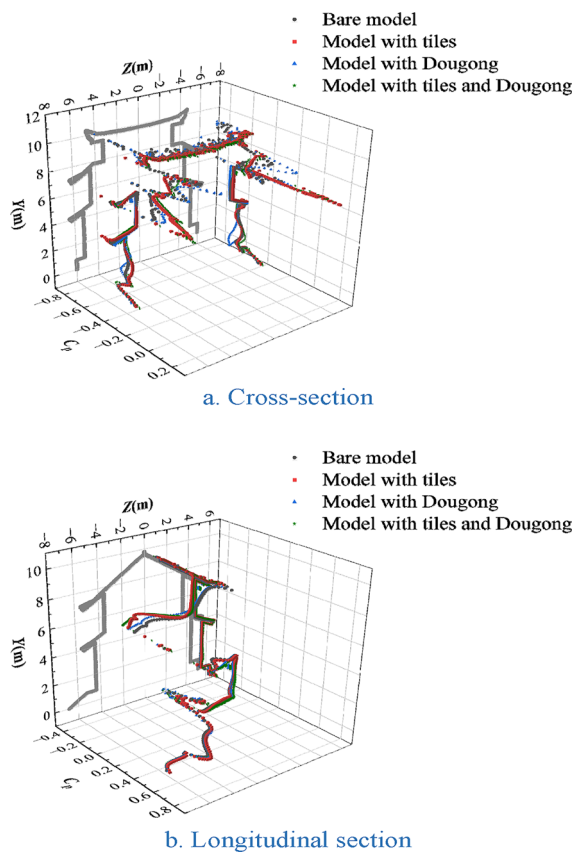 Bare model
Model with tiles
Model with Dougong
Model with tiles and Dougong
Z(m)
8 6 4 2 0 −2 −4 −6 −8
12
10
8
6
4
2
0
Y(m)
−0.8
−0.6
−0.4
−0.2
0.0
0.2
Cp
a. Cross-section
Bare model
Model with tiles
Model with Dougong
Model with tiles and Dougong
Z(m)
−8 −6 −4 −2 0 2 4 6
10
8
6
4
2
0
Y(m)
−0.4
−0.2
0.0
0.2
0.4
0.6
0.8
Cp
b. Longitudinal section